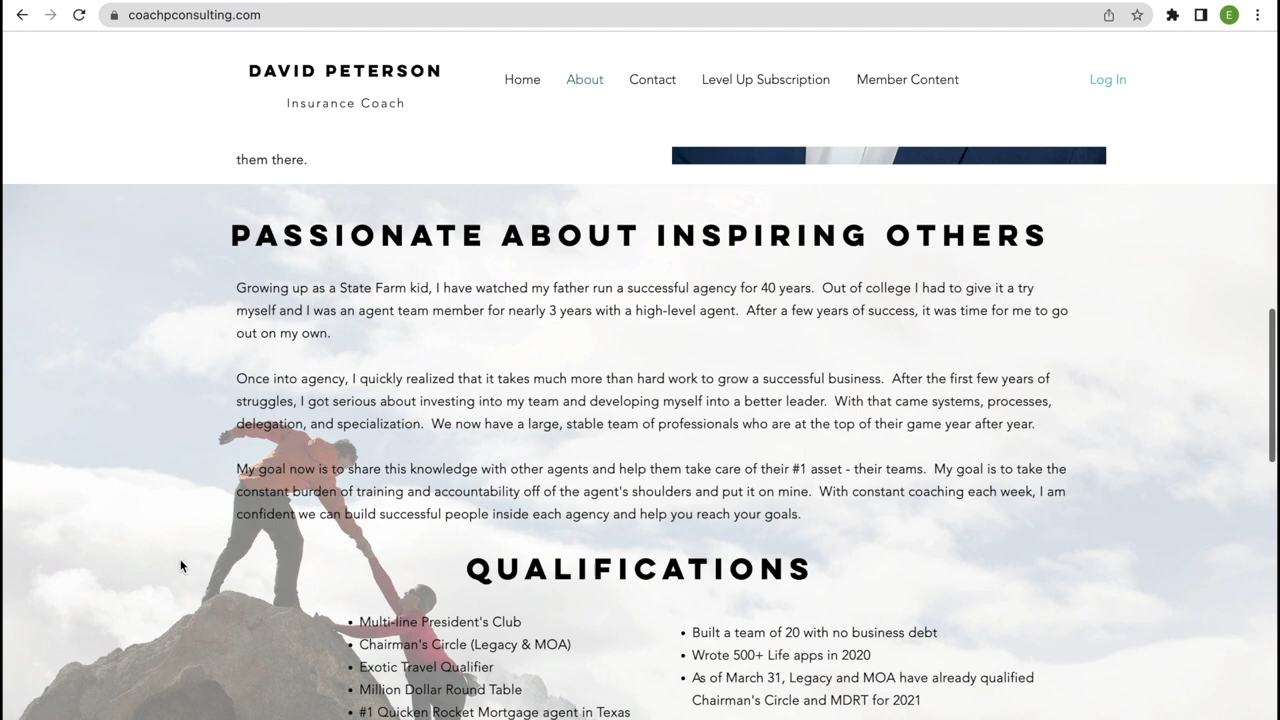 coachpconsulting.com
E
DAVID PETERSON
Insurance Coach
Home
About
Contact
Level Up Subscription
Member Content
Log In
them there.
PASSIONATE ABOUT INSPIRING OTHERS
Growing up as a State Farm kid, I have watched my father run a successful agency for 40 years. Out of college I had to give it a try
myself and I was an agent team member for nearly 3 years with a high-level agent. After a few years of success, it was time for me to go
out on my own.
Once into agency, I quickly realized that it takes much more than hard work to grow a successful business. After the first few years of
struggles, I got serious about investing into my team and developing myself into a better leader. With that came systems, processes,
delegation, and specialization. We now have a large, stable team of professionals who are at the top of their game year after year.
My goal now is to share this knowledge with other agents and help them take care of their #1 asset - their teams. My goal is to take the
constant burden of training and accountability off of the agent's shoulders and put it on mine. With constant coaching each week, I am
confident we can build successful people inside each agency and help you reach your goals.
QUALIFICATIONS
• Multi-line President's Club
• Chairman's Circle (Legacy & MOA)
• Exotic Travel Qualifier
• Million Dollar Round Table
• #1 Quicken Rocket Mortgage agent in Texas
• Built a team of 20 with no business debt
• Wrote 500+ Life apps in 2020
• As of March 31, Legacy and MOA have already qualified
Chairman's Circle and MDRT for 2021